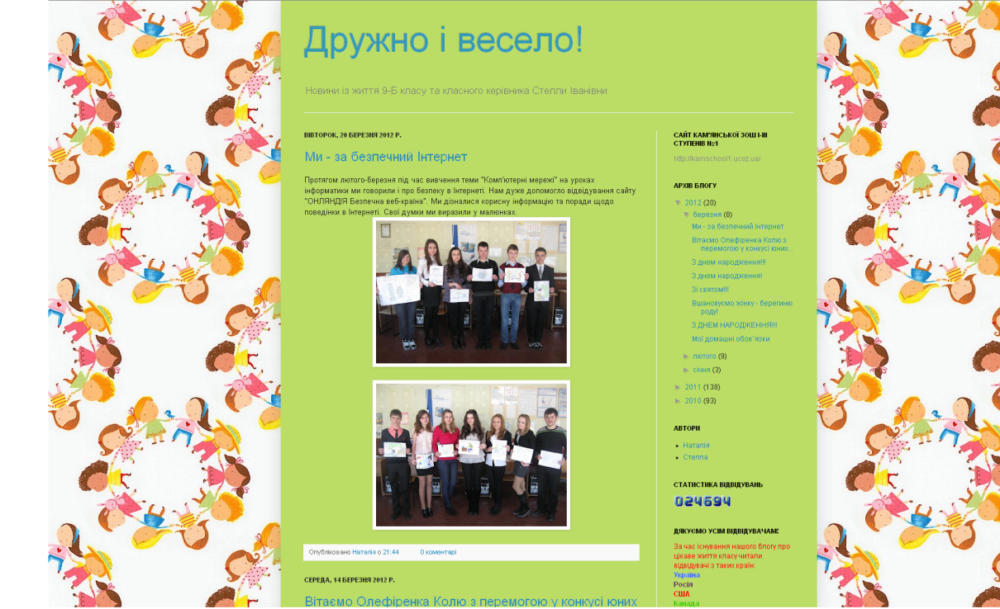 Дружно і весело!
Новини із життя 9-Б класу та класного керівника Стелли Іванівни
ВІВТОРОК, 20 БЕРЕЗНЯ 2012 Р.
Ми - за безпечний Інтернет
Протягом лютого-березня під час вивчення теми "Комп'ютерні мережі" на уроках
інформатики ми говорили і про безпеку в Інтернеті. Нам дуже допомогло відвідування сайту
"ОНЛЯНДІЯ Безпечна веб-країна". Ми дізналися корисну інформацію та поради щодо
поведінки в Інтернеті. Свої думки ми виразили у малюнках.
Опубліковано Наталія о 21:44 0 коментарі
СЕРЕДА, 14 БЕРЕЗНЯ 2012 Р.
Вітаємо Олефіренка Колю з перемогою у конкусі юних
САЙТ КАМ'ЯНСЬКОЇ ЗОШ І-ІІІ
СТУПЕНІВ №1
http://kamschool1.ucoz.ua/
АРХІВ БЛОГУ
2012 (20)
березня (8)
Ми - за безпечний Інтернет
Вітаємо Олефіренка Колю з
перемогою у конкусі юних...
З днем народження!!!
З днем народження!
Зі святом!!!
Вшановуємо жінку - берегиню
роду!
З ДНЕМ НАРОДЖЕННЯ!!!
Мої домашні обов`язки
лютого (9)
січня (3)
2011 (138)
2010 (93)
АВТОРИ
Наталія
Стелла
СТАТИСТИКА ВІДВІДУВАНЬ
024694
ДЯКУЄМО УСІМ ВІДВІДУВАЧАМ!
За час існування нашого блогу про
цікаве життя класу читали
відвідувачі з таких країн:
Україна
Росія
США
Канада